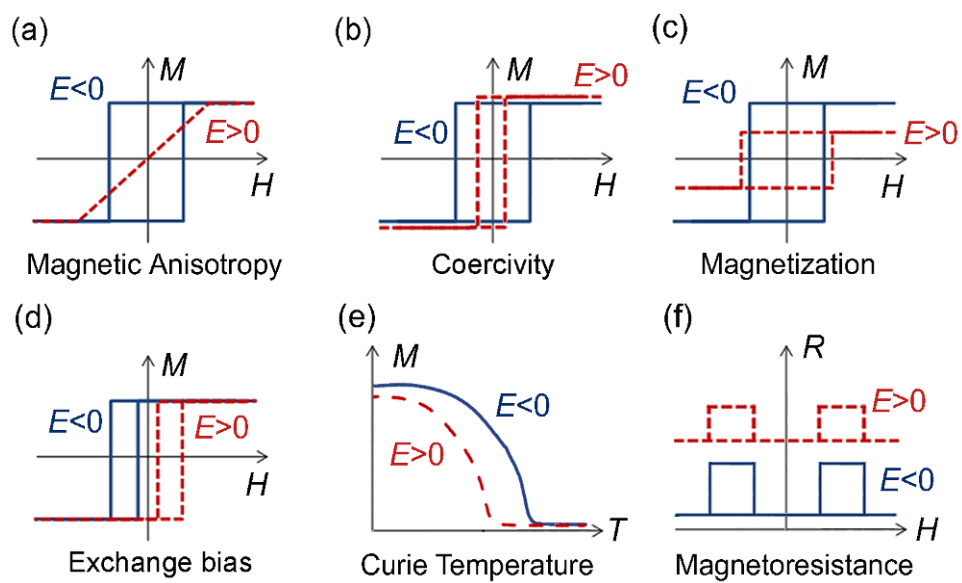 (a)
M
E<0
E>0
H
Magnetic Anisotropy
(b)
M
E>0
E<0
H
Coercivity
(c)
M
E<0
E>0
H
Magnetization
(d)
M
E<0
E>0
H
Exchange bias
(e)
M
E<0
E>0
T
Curie Temperature
(f)
R
E>0
E<0
H
Magnetoresistance